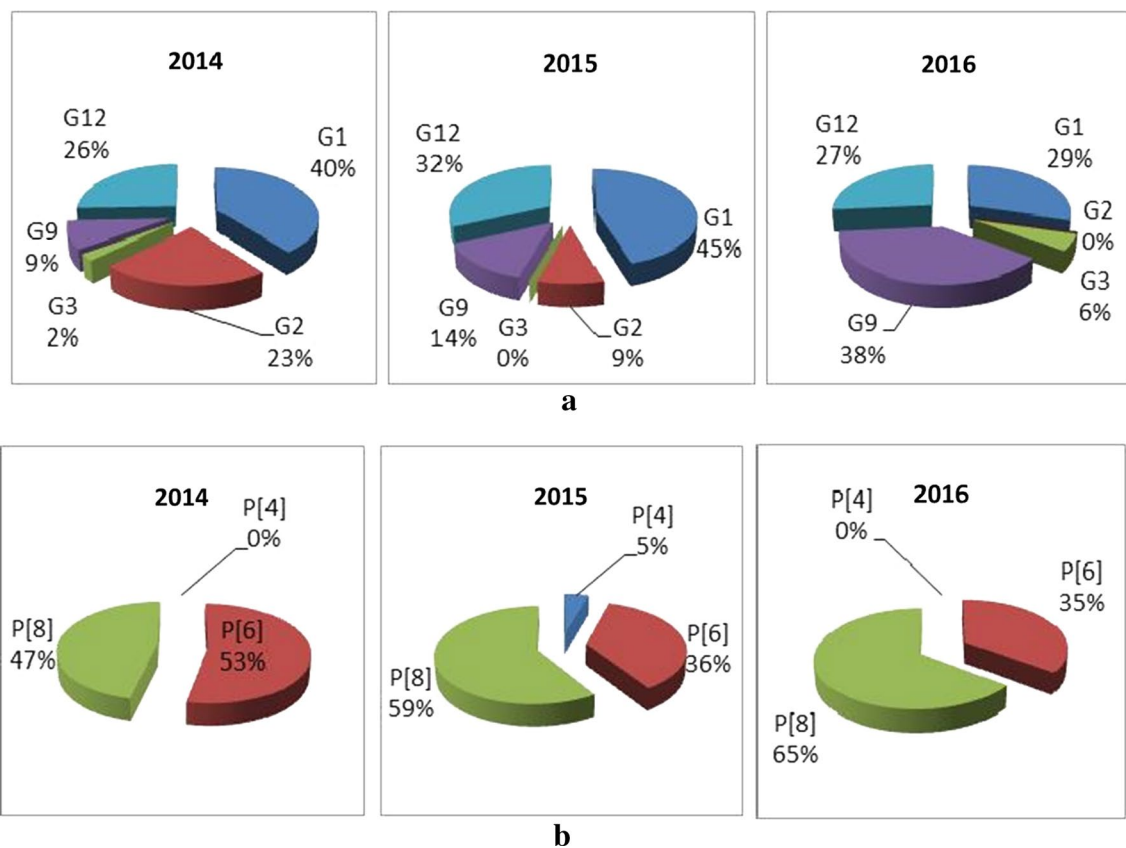 2014
G12
26%
G1
40%
G9
9%
G3
2%
G2
23%
2015
G12
32%
G1
45%
G9
14%
G3
0%
G2
9%
2016
G12
27%
G1
29%
G2
0%
G3
6%
G9
38%
a
2014
P[4]
0%
P[8]
47%
P[6]
53%
2015
P[4]
5%
P[6]
36%
P[8]
59%
2016
P[4]
0%
P[6]
35%
P[8]
65%
b